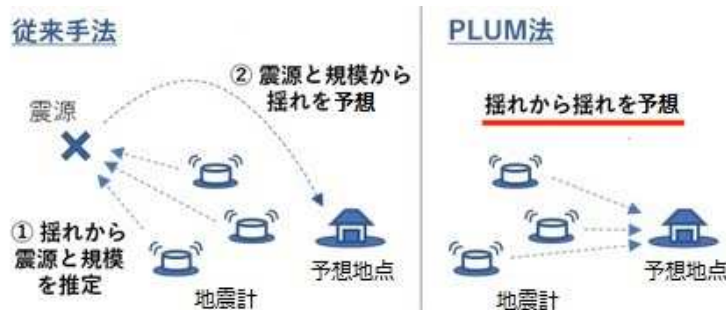 従来手法
② 震源と規模から
揺れを予想
震源
① 揺れから
震源と規模
を推定
地震計
予想地点
PLUM法
揺れから揺れを予想
地震計
予想地点